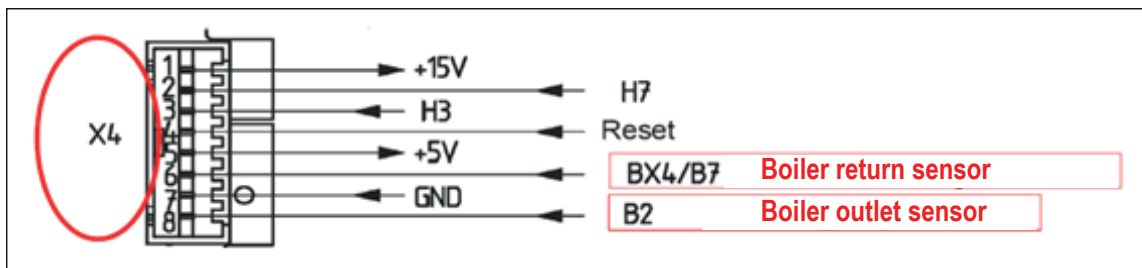 X4
1 +15V
2 H7
3 H3
4 Reset
5 +5V
6 BX4/B7 Boiler return sensor
7 GND
8 B2 Boiler outlet sensor